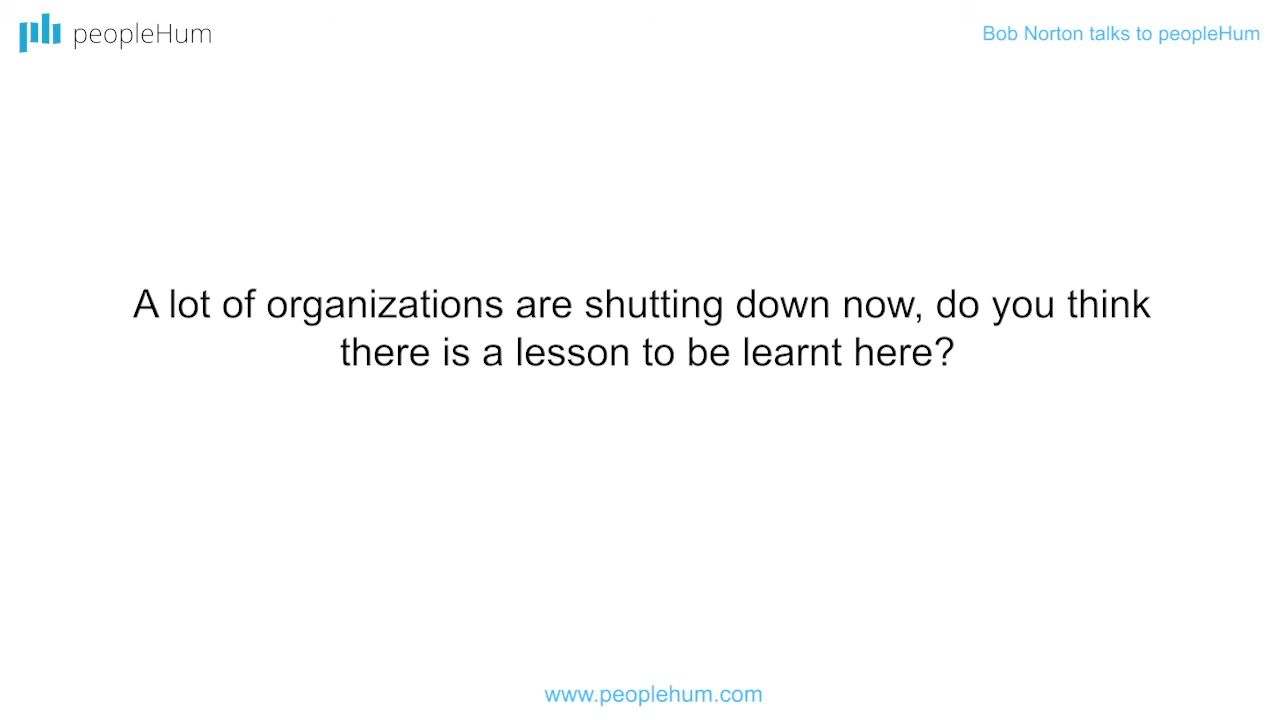 peopleHum
Bob Norton talks to peopleHum
A lot of organizations are shutting down now, do you think
there is a lesson to be learnt here?
www.peoplehum.com